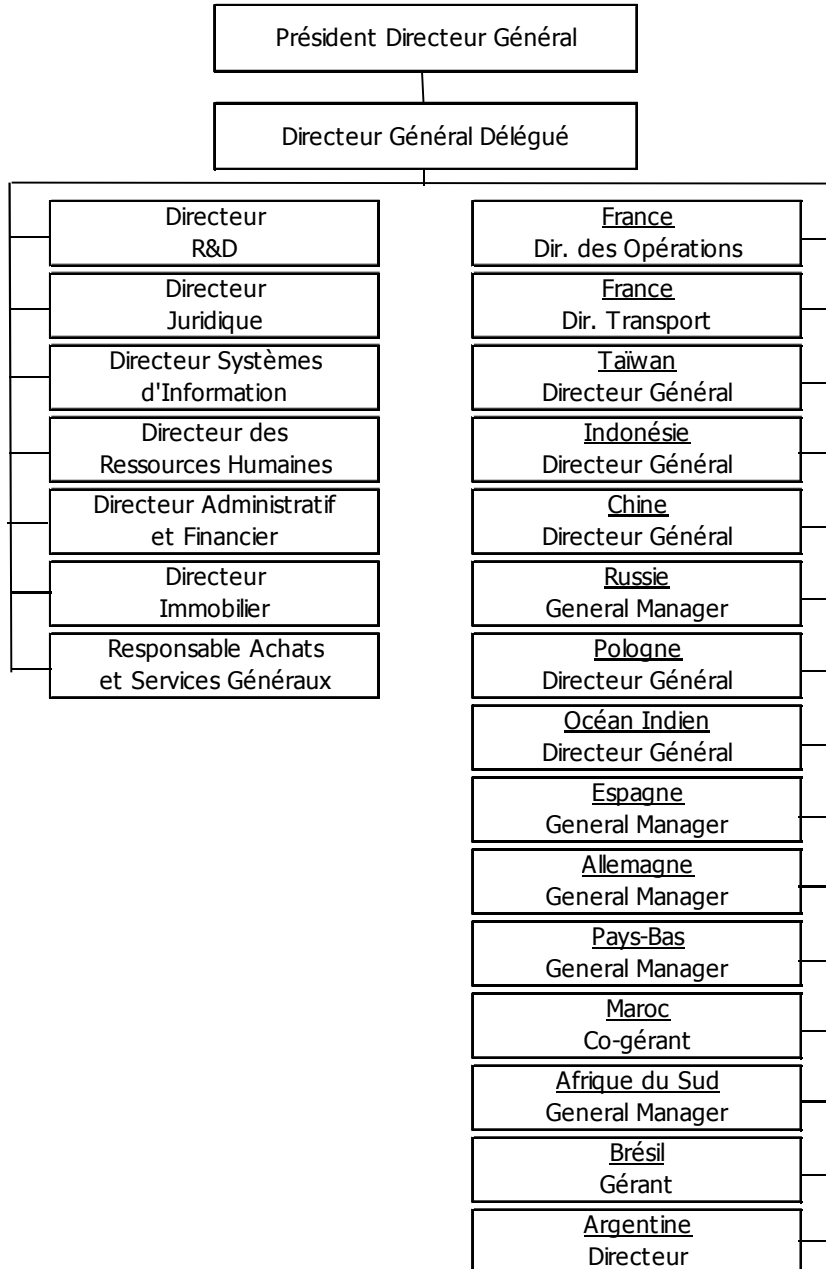 Président Directeur Général
Directeur Général Délégué
Directeur
R&D
Directeur
Juridique
Directeur Systèmes
d'Information
Directeur des
Ressources Humaines
Directeur Administratif
et Financier
Directeur
Immobilier
Responsable Achats
et Services Généraux
France
Dir. des Opérations
France
Dir. Transport
Taïwan
Directeur Général
Indonésie
Directeur Général
Chine
Directeur Général
Russie
General Manager
Pologne
Directeur Général
Océan Indien
Directeur Général
Espagne
General Manager
Allemagne
General Manager
Pays-Bas
General Manager
Maroc
Co-gérant
Afrique du Sud
General Manager
Brésil
Gérant
Argentine
Directeur